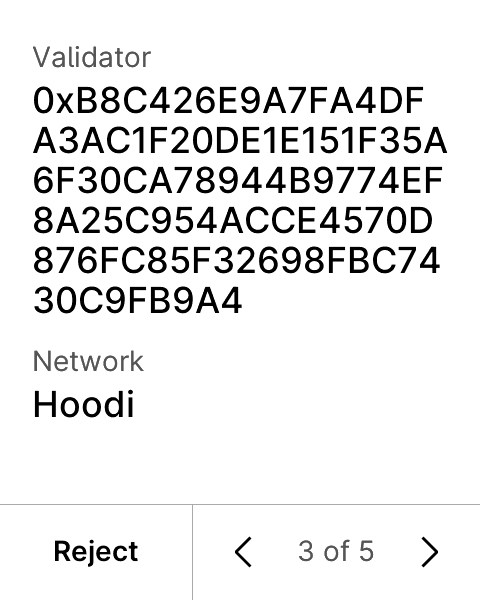 Validator
0xB8C426E9A7FA4DF
A3AC1F20DE1E151F35A
6F30CA78944B9774EF
8A25C954ACCE4570D
876FC85F32698FBC74
30C9FB9A4
Network
Hoodi
Reject
3 of 5